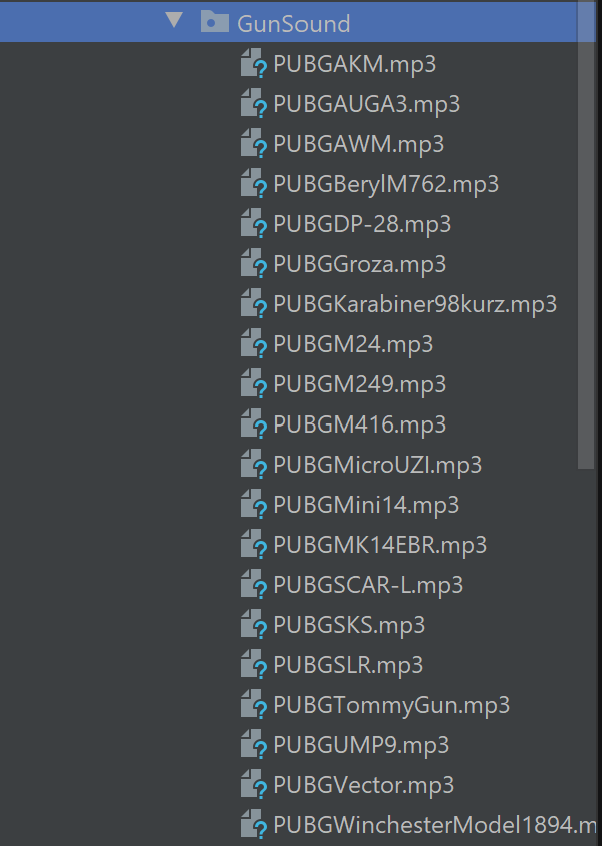 GunSound
PUBGAKM.mp3
PUBGAUGA3.mp3
PUBGAWM.mp3
PUBGBerylM762.mp3
PUBGDP-28.mp3
PUBGGroza.mp3
PUBGKarabiner98kurz.mp3
PUBGM24.mp3
PUBGM249.mp3
PUBGM416.mp3
PUBGMicroUZI.mp3
PUBGMini14.mp3
PUBGMK14EBR.mp3
PUBGSCAR-L.mp3
PUBGSKS.mp3
PUBGSLR.mp3
PUBGTommyGun.mp3
PUBGUMP9.mp3
PUBGVector.mp3
PUBGWinchesterModel1894.m